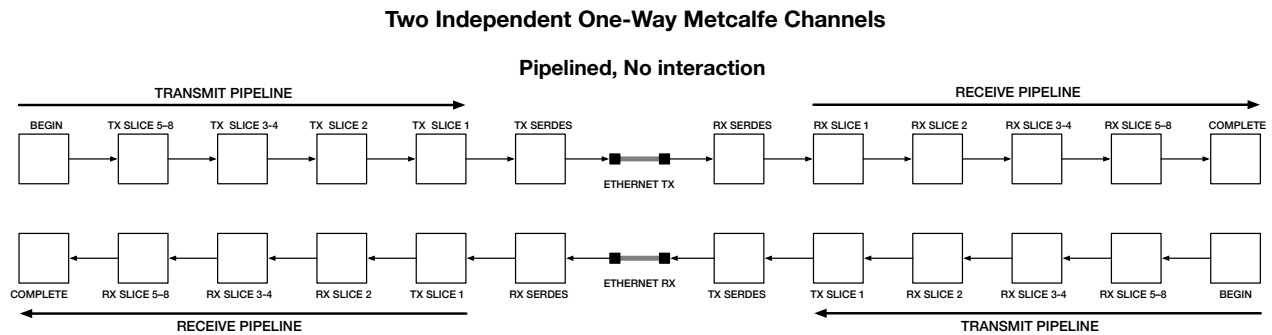 Two Independent One-Way Metcalfe Channels
Pipelined, No interaction
TRANSMIT PIPELINE
RECEIVE PIPELINE
BEGIN
TX SLICE 5–8
TX SLICE 3-4
TX SLICE 2
TX SLICE 1
TX SERDES
RX SERDES
RX SLICE 1
RX SLICE 2
RX SLICE 3-4
RX SLICE 5–8
COMPLETE
ETHERNET TX
ETHERNET RX
COMPLETE
RX SLICE 5–8
RX SLICE 3-4
RX SLICE 2
TX SLICE 1
RX SERDES
TX SERDES
TX SLICE 1
RX SLICE 2
RX SLICE 3-4
RX SLICE 5–8
BEGIN
RECEIVE PIPELINE
TRANSMIT PIPELINE